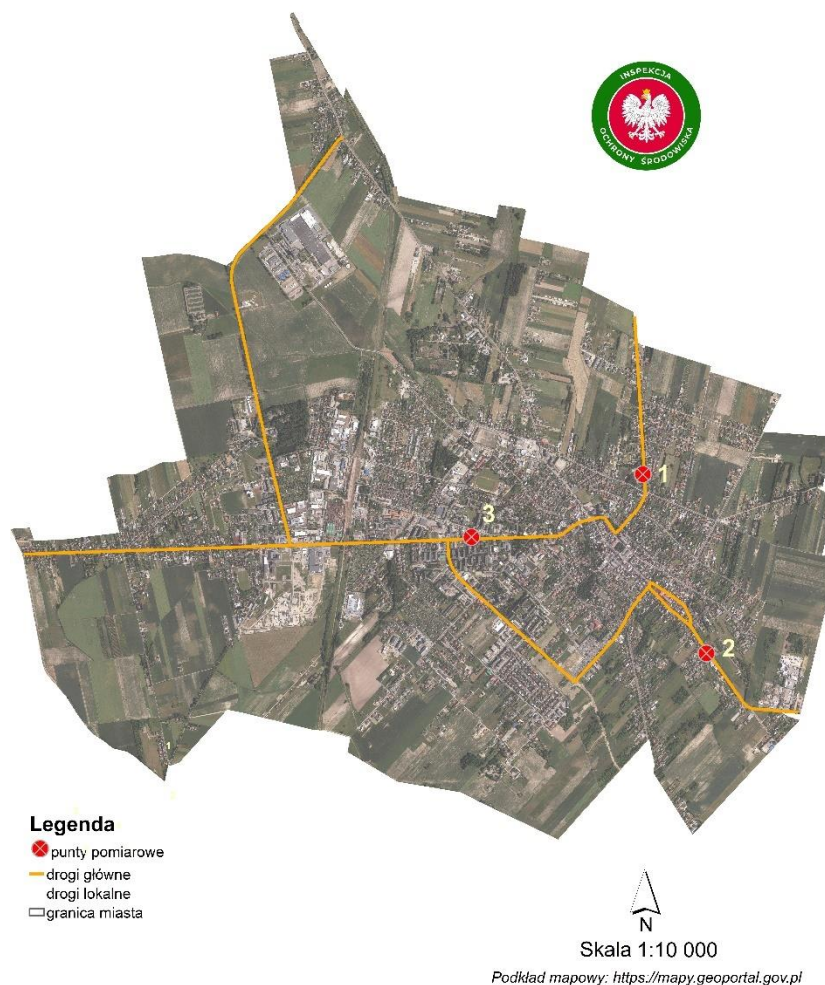 INSPEKCJA
OCHRONY ŚRODOWISKA
1
3
2
1
Legenda
punty pomiarowe
drogi główne
drogi lokalne
granica miasta
N
Skala 1:10 000
Podkład mapowy: https://mapy.geoportal.gov.pl